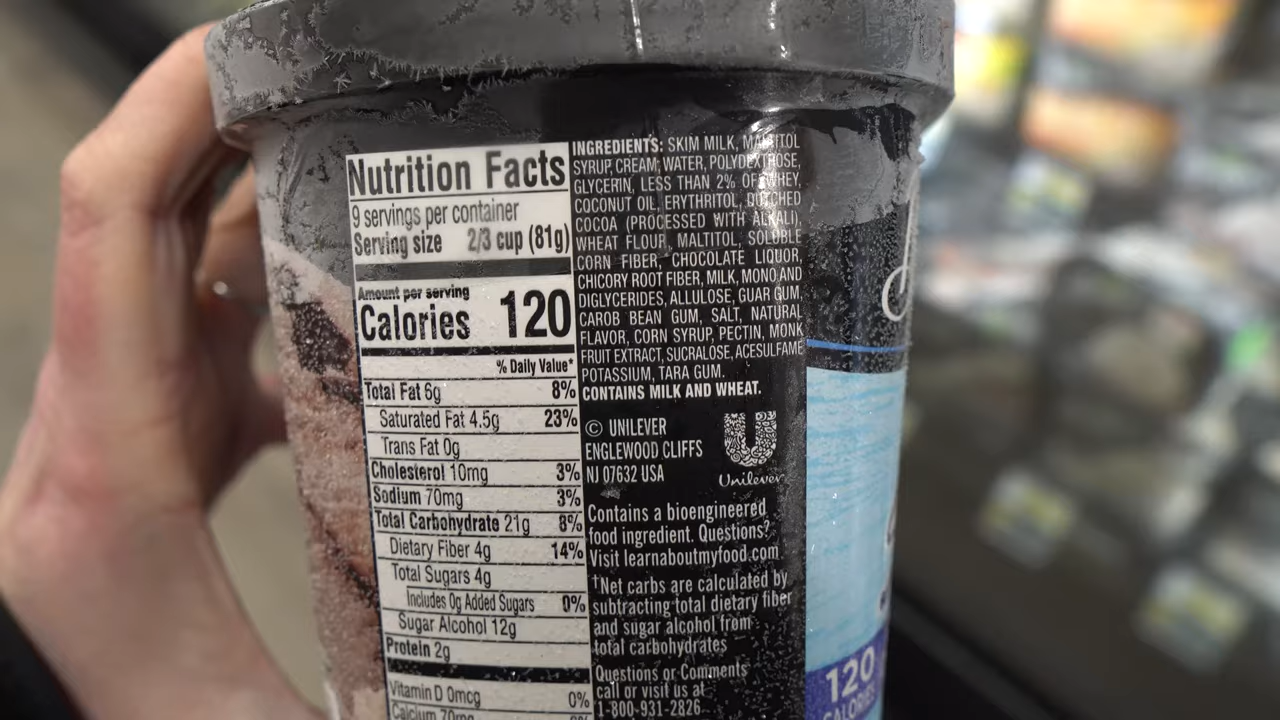 Nutrition Facts
9 servings per container
Serving size 2/3 cup (81g)
Amount per serving
Calories 120
% Daily Value*
Total Fat 6g 8%
Saturated Fat 4.5g 23%
Trans Fat 0g
Cholesterol 10mg 3%
Sodium 70mg 3%
Total Carbohydrate 21g 8%
Dietary Fiber 4g 14%
Total Sugars 4g
Includes 0g Added Sugars 0%
Sugar Alcohol 12g
Protein 2g
Vitamin D 0mcg 0%
Calcium 70mg
INGREDIENTS: SKIM MILK, MALTITOL
SYRUP, CREAM, WATER, POLYDEXTROSE,
GLYCERIN, LESS THAN 2% OF WHEY,
COCONUT OIL, ERYTHRITOL, DUTCHED
COCOA (PROCESSED WITH ALKALI),
WHEAT FLOUR, MALTITOL, SOLUBLE
CORN FIBER, CHOCOLATE LIQUOR,
CHICORY ROOT FIBER, MILK, MONO AND
DIGLYCERIDES, ALLULOSE, GUAR GUM,
CAROB BEAN GUM, SALT, NATURAL
FLAVOR, CORN SYRUP, PECTIN, MONK
FRUIT EXTRACT, SUCRALOSE, ACESULFAME
POTASSIUM, TARA GUM.
CONTAINS MILK AND WHEAT.
© UNILEVER
ENGLEWOOD CLIFFS
NJ 07632 USA
Unilever
Contains a bioengineered
food ingredient. Questions?
Visit learnaboutmyfood.com
†Net carbs are calculated by
subtracting total dietary fiber
and sugar alcohol from
total carbohydrates
Questions or Comments
call or visit us at
1-800-931-2826
120
CALORIES